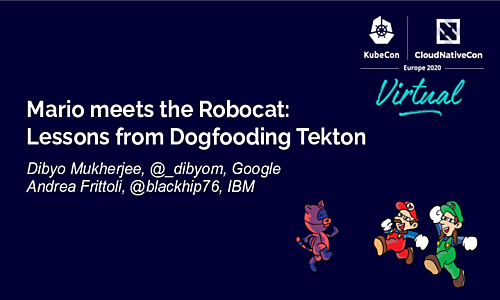 KubeCon
CloudNativeCon
Europe 2020
Virtual
Mario meets the Robocat:
Lessons from Dogfooding Tekton
Dibyo Mukherjee, @_dibyom, Google
Andrea Frittoli, @blackhip76, IBM